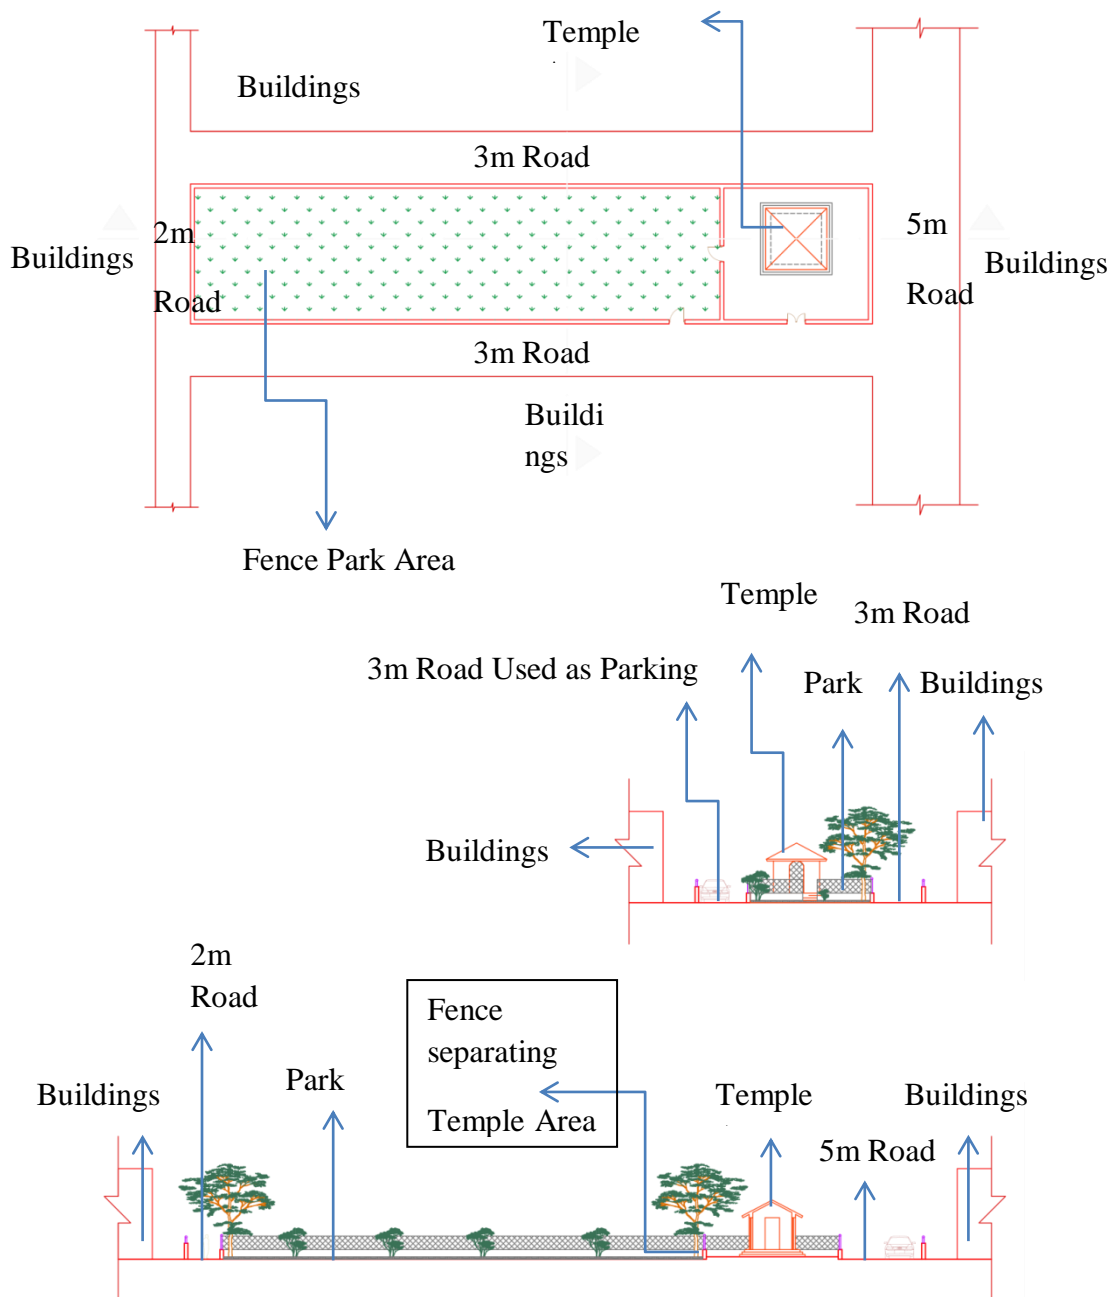 Temple
Buildings
3m Road
2m
Road
Buildings
5m
Road
Buildings
3m Road
Buildi
ngs
Fence Park Area
Temple
3m Road
3m Road Used as Parking
Park
Buildings
Buildings
2m
Road
Fence
separating
Temple Area
Buildings
Park
Temple
Buildings
5m Road